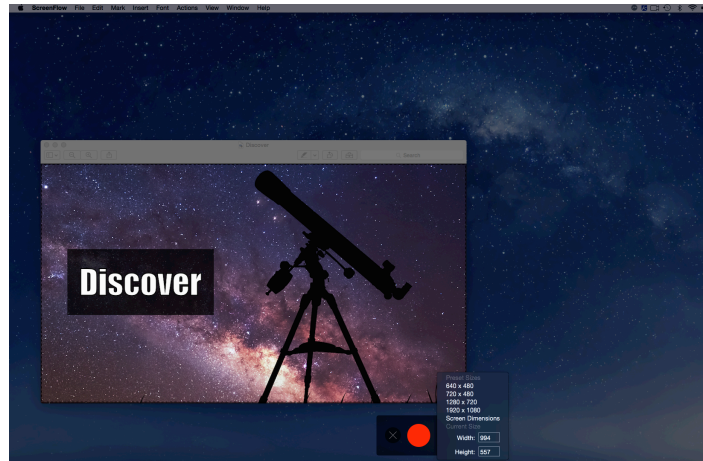 ScreenFlow File Edit Mark Insert Font Actions View Window Help
Discover
Search
Discover
Preset Sizes
640 x 480
720 x 480
1280 x 720
1920 x 1080
Screen Dimensions
Current Size
Width: 994
Height: 557